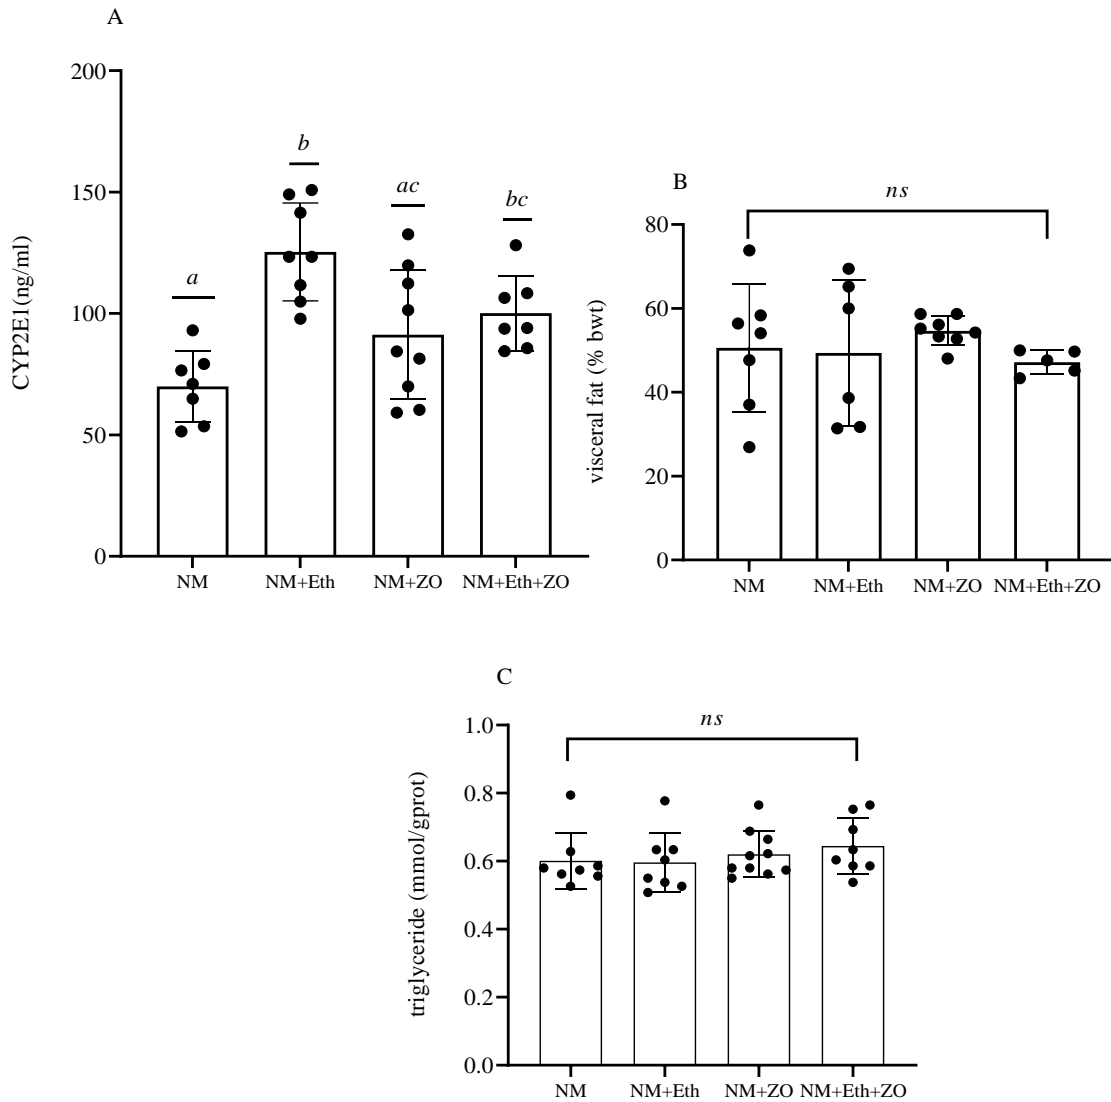 A
200
150
100
50
0
CYP2E1(ng/ml)
a
b
ac
bc
NM
NM+Eth
NM+ZO
NM+Eth+ZO
B
ns
80
60
40
20
0
visceral fat (% bwt)
NM
NM+Eth
NM+ZO
NM+Eth+ZO
C
ns
1.0
0.8
0.6
0.4
0.2
0.0
triglyceride (mmol/gprot)
NM
NM+Eth
NM+ZO
NM+Eth+ZO